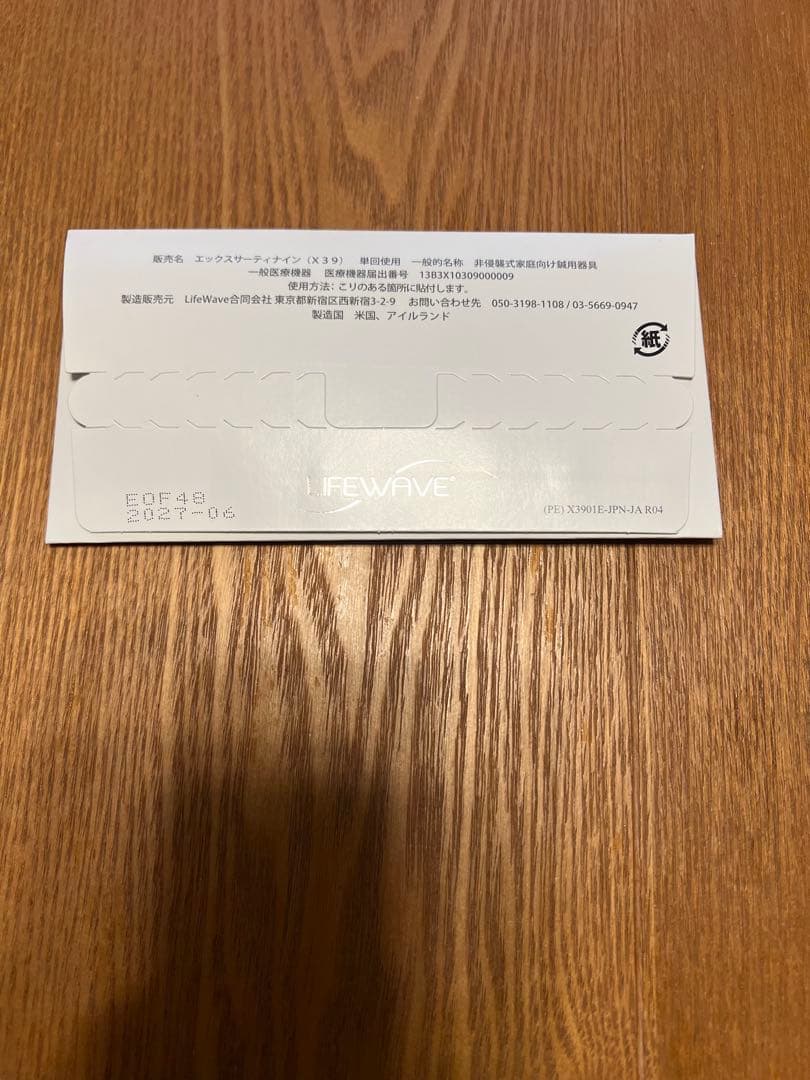 販売名 エックスサーティナイン（X39） 単回使用 一般的名称 非侵襲式家庭向け鍼用器具
一般医療機器 医療機器届出番号 13B3X10309000009
使用方法：こりのある箇所に貼付します。
製造販売元 LifeWave合同会社 東京都新宿区西新宿3-2-9 お問い合わせ先 050-3198-1108 / 03-5669-0947
製造国 米国、アイルランド
紙
LIFEWAVE®
EOF48
2027-06
(PE) X3901E-JPN-JA R04